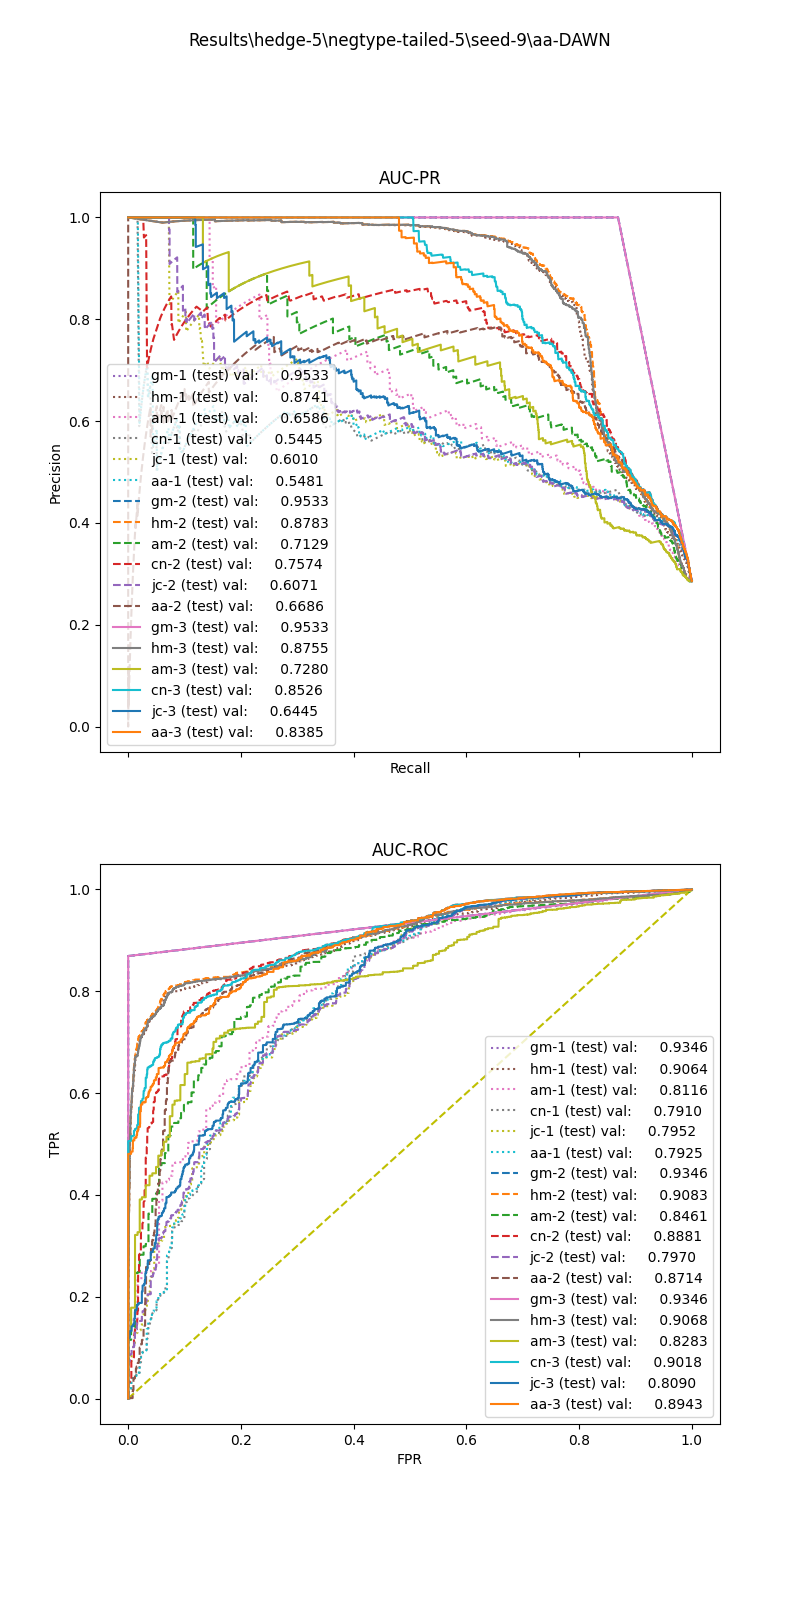 Results\hedge-5\negtype-tailed-5\seed-9\aa-DAWN
AUC-PR
1.0
0.8
0.6
0.4
0.2
0.0
Precision
gm-1 (test) val: 0.9533
hm-1 (test) val: 0.8741
am-1 (test) val: 0.6586
cn-1 (test) val: 0.5445
jc-1 (test) val: 0.6010
aa-1 (test) val: 0.5481
gm-2 (test) val: 0.9533
hm-2 (test) val: 0.8783
am-2 (test) val: 0.7129
cn-2 (test) val: 0.7574
jc-2 (test) val: 0.6071
aa-2 (test) val: 0.6686
gm-3 (test) val: 0.9533
hm-3 (test) val: 0.8755
am-3 (test) val: 0.7280
cn-3 (test) val: 0.8526
jc-3 (test) val: 0.6445
aa-3 (test) val: 0.8385
Recall
AUC-ROC
1.0
0.8
0.6
0.4
0.2
0.0
TPR
gm-1 (test) val: 0.9346
hm-1 (test) val: 0.9064
am-1 (test) val: 0.8116
cn-1 (test) val: 0.7910
jc-1 (test) val: 0.7952
aa-1 (test) val: 0.7925
gm-2 (test) val: 0.9346
hm-2 (test) val: 0.9083
am-2 (test) val: 0.8461
cn-2 (test) val: 0.8881
jc-2 (test) val: 0.7970
aa-2 (test) val: 0.8714
gm-3 (test) val: 0.9346
hm-3 (test) val: 0.9068
am-3 (test) val: 0.8283
cn-3 (test) val: 0.9018
jc-3 (test) val: 0.8090
aa-3 (test) val: 0.8943
0.0 0.2 0.4 0.6 0.8 1.0
FPR